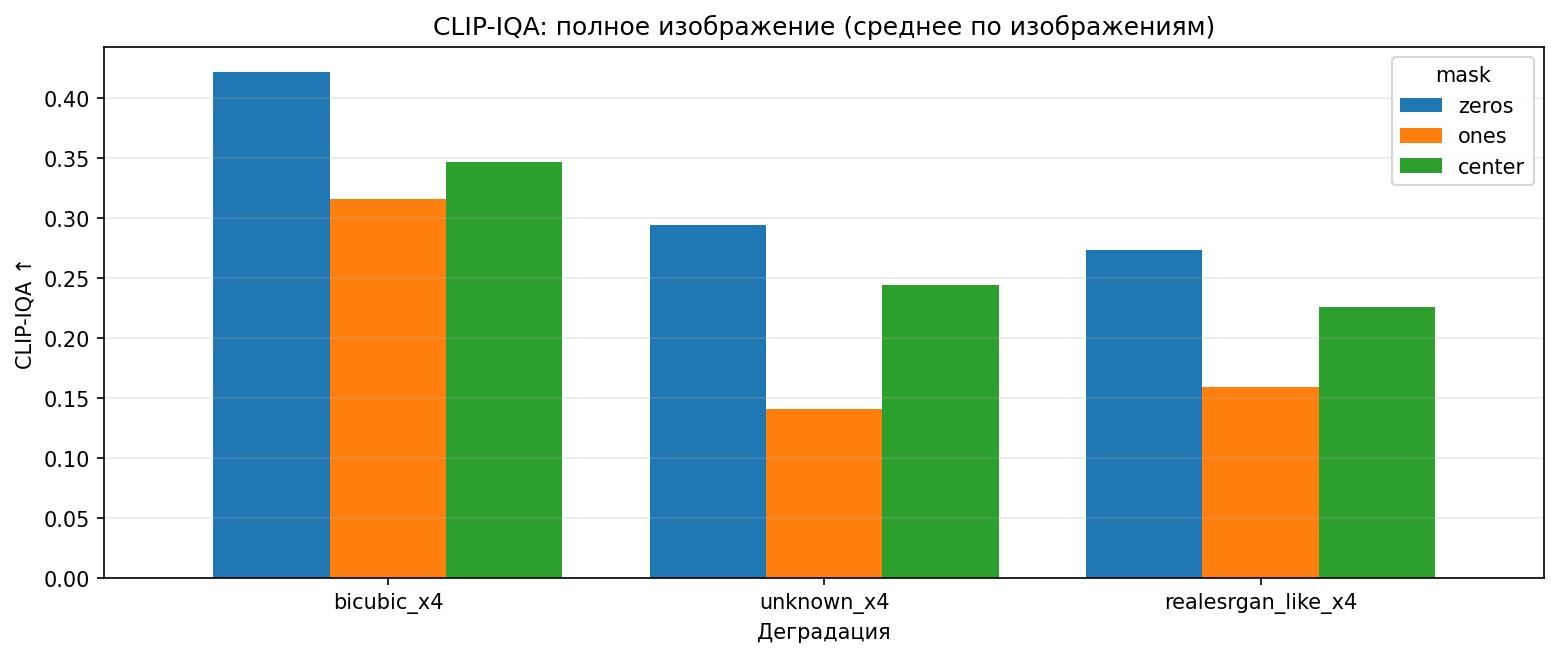 CLIP-IQA: полное изображение (среднее по изображениям)
mask
zeros
ones
center
CLIP-IQA ↑
0.40
0.35
0.30
0.25
0.20
0.15
0.10
0.05
0.00
bicubic_x4
unknown_x4
realesrgan_like_x4
Деградация